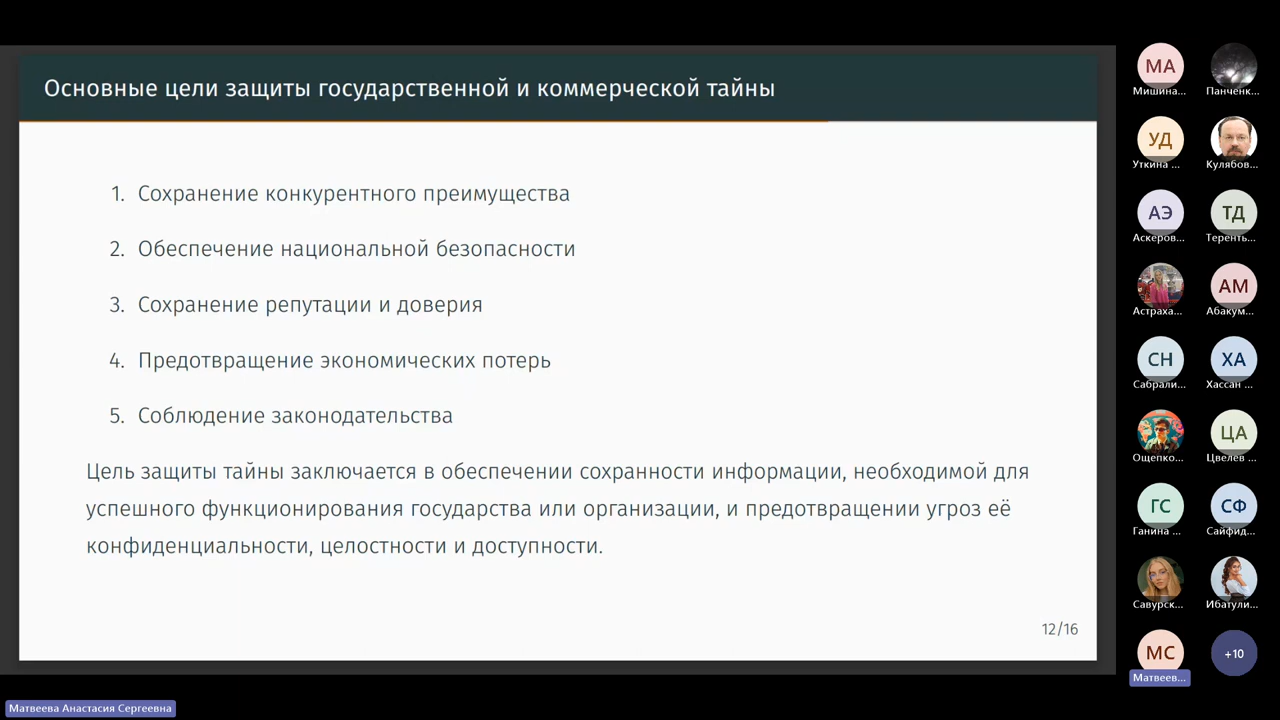 Основные цели защиты государственной и коммерческой тайны
1. Сохранение конкурентного преимущества
2. Обеспечение национальной безопасности
3. Сохранение репутации и доверия
4. Предотвращение экономических потерь
5. Соблюдение законодательства
Цель защиты тайны заключается в обеспечении сохранности информации, необходимой для
успешного функционирования государства или организации, и предотвращении угроз её
конфиденциальности, целостности и доступности.
12/16
МА
Мишина...
Панченк...
УД
Уткина ...
Кулябов...
АЭ
Аскеров...
ТД
Теренть...
Астраха...
АМ
Абакум...
СН
Сабрали...
ХА
Хассан ...
Ощепко...
ЦА
Цвелев ...
ГС
Ганина ...
СФ
Сайфид...
Савурск...
Ибатули...
МС
Матвеев...
+10
Матвеева Анастасия Сергеевна